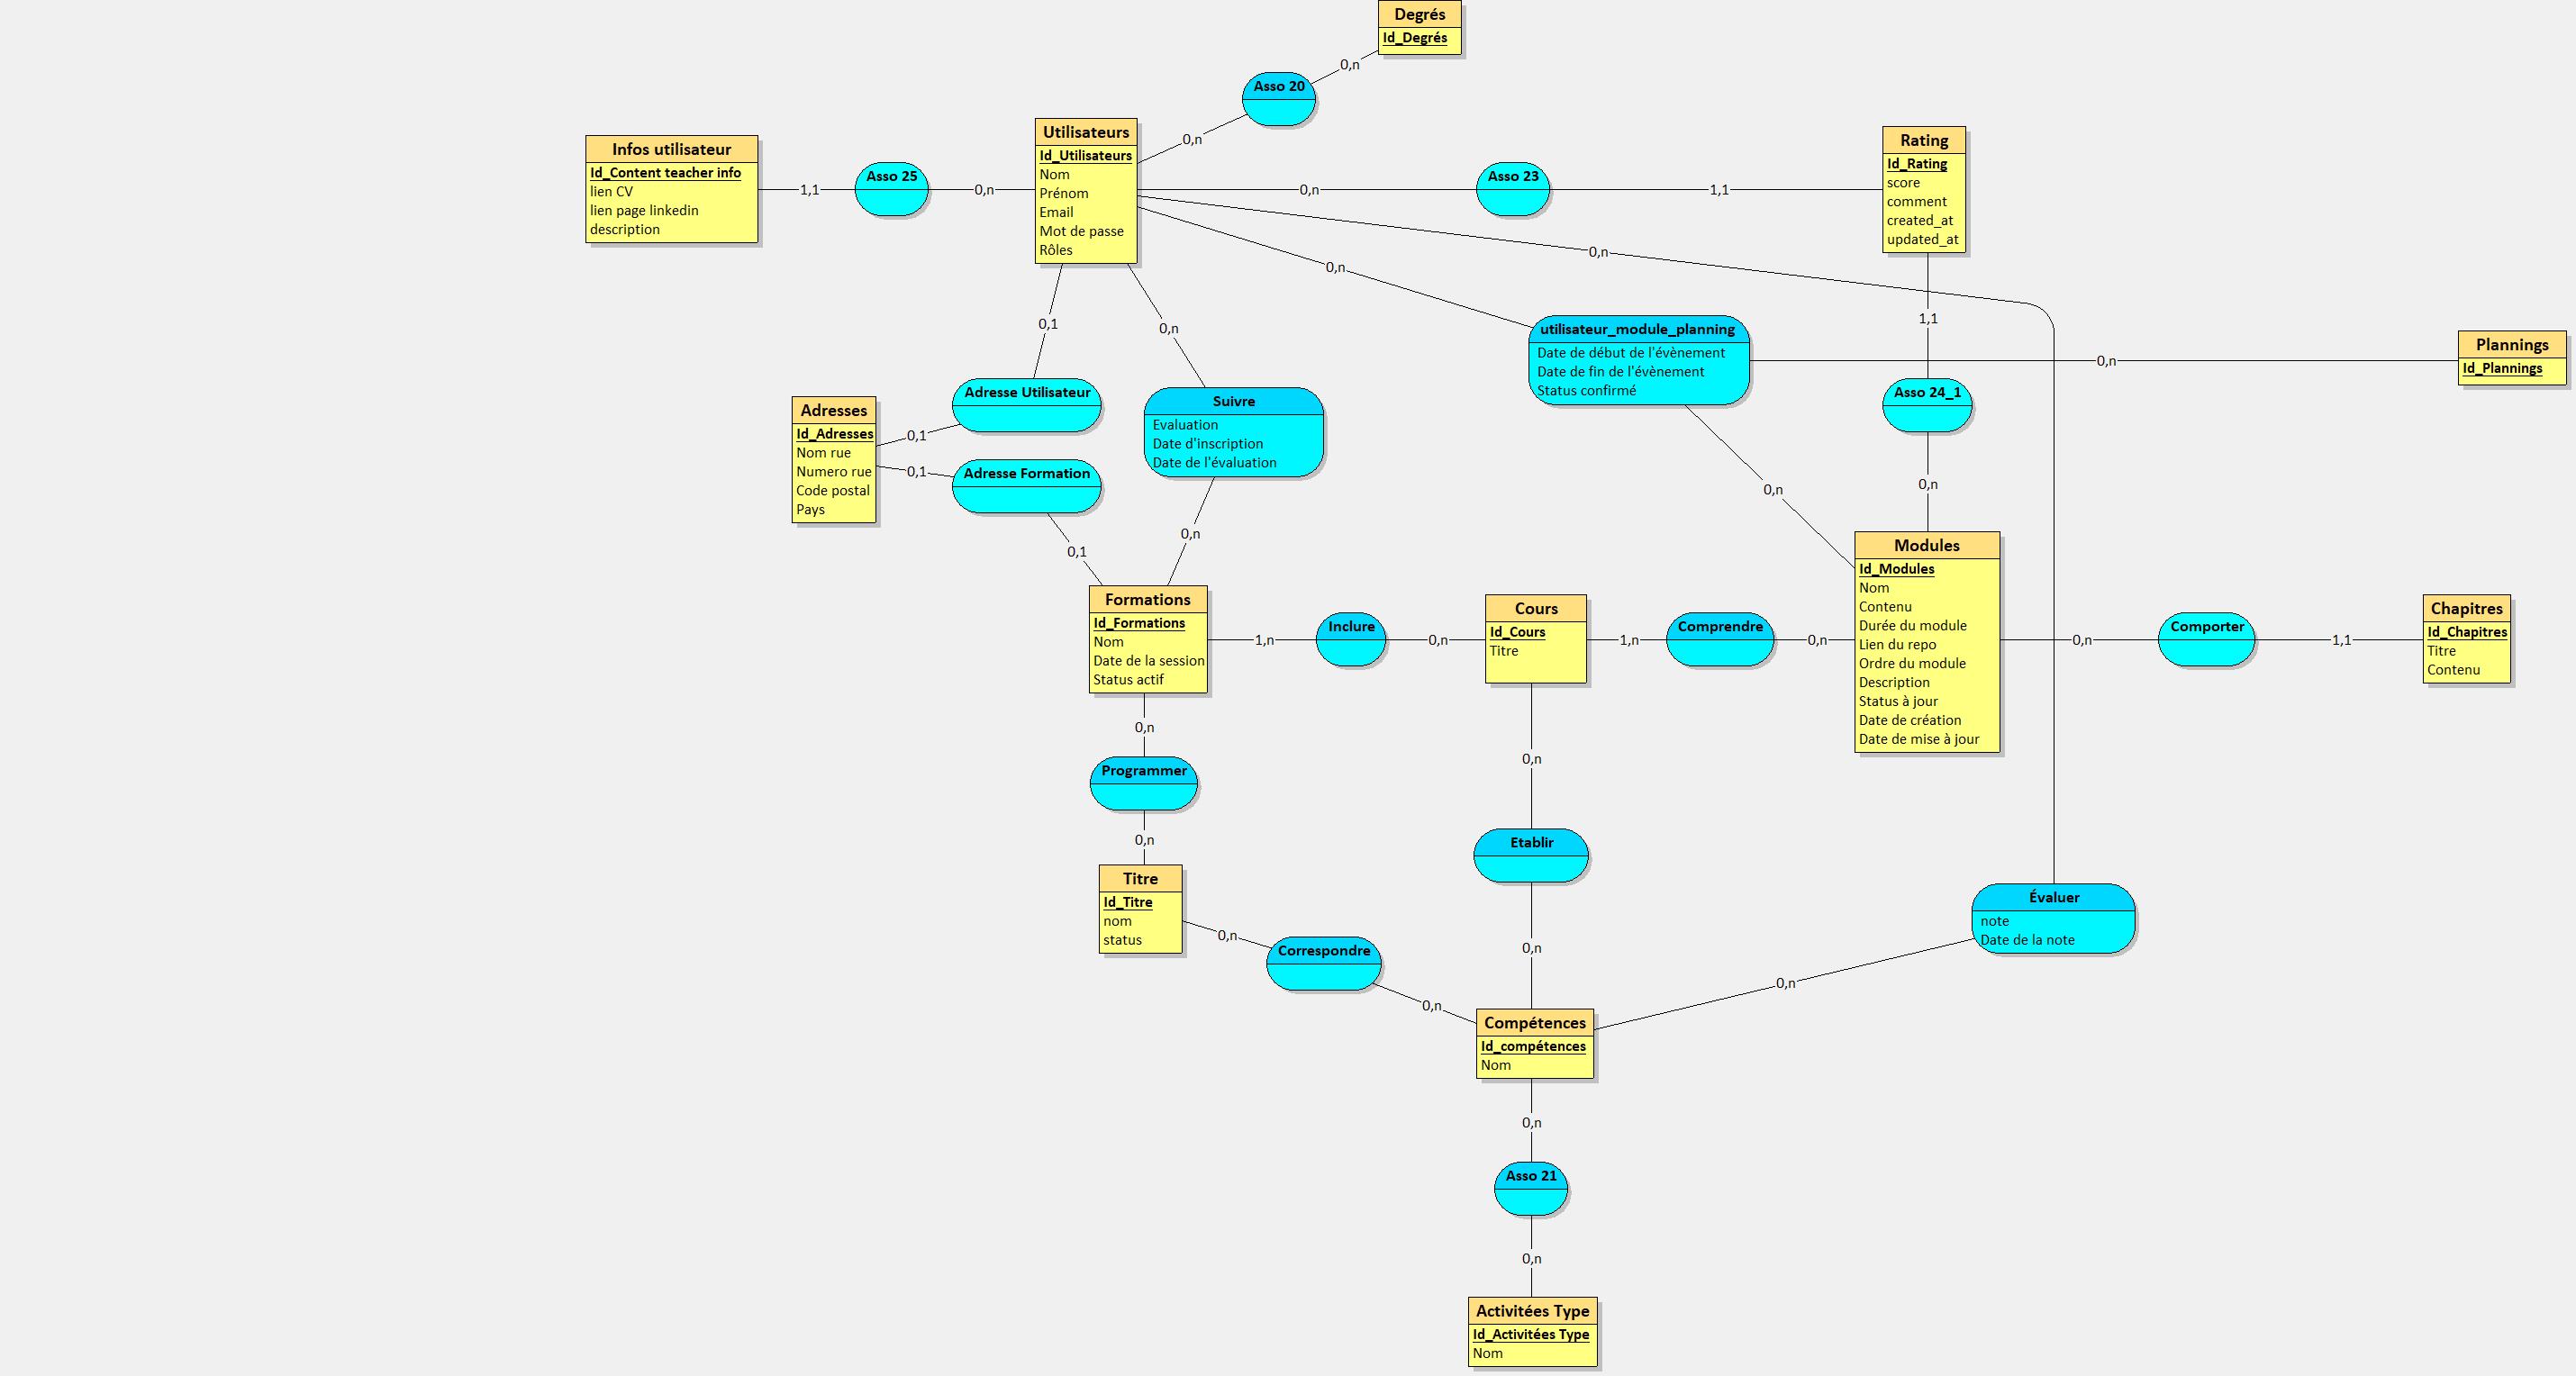 Degrés
Id_Degrés
0,n
Asso 20
0,n
Infos utilisateur
Id_Content teacher info
lien CV
lien page linkedin
description
1,1
Asso 25
0,n
Utilisateurs
Id_Utilisateurs
Nom
Prénom
Email
Mot de passe
Rôles
0,n
Asso 23
1,1
Rating
Id_Rating
score
comment
created_at
updated_at
0,n
0,n
0,1
0,n
1,1
utilisateur_module_planning
Date de début de l'évènement
Date de fin de l'évènement
Status confirmé
0,n
Plannings
Id_Plannings
Adresses
Id_Adresses
Nom rue
Numero rue
Code postal
Pays
0,1
Adresse Utilisateur
0,1
Adresse Formation
Suivre
Evaluation
Date d'inscription
Date de l'évaluation
Asso 24_1
0,n
0,n
0,1
0,n
Formations
Id_Formations
Nom
Date de la session
Status actif
1,n
Inclure
0,n
Cours
Id_Cours
Titre
1,n
Comprendre
0,n
Modules
Id_Modules
Nom
Contenu
Durée du module
Lien du repo
Ordre du module
Description
Status à jour
Date de création
Date de mise à jour
0,n
Comporter
1,1
Chapitres
Id_Chapitres
Titre
Contenu
0,n
Programmer
0,n
Titre
Id_Titre
nom
status
0,n
Etablir
0,n
0,n
Correspondre
0,n
Évaluer
note
Date de la note
0,n
Compétences
Id_compétences
Nom
0,n
Asso 21
0,n
Activitées Type
Id_Activitées Type
Nom